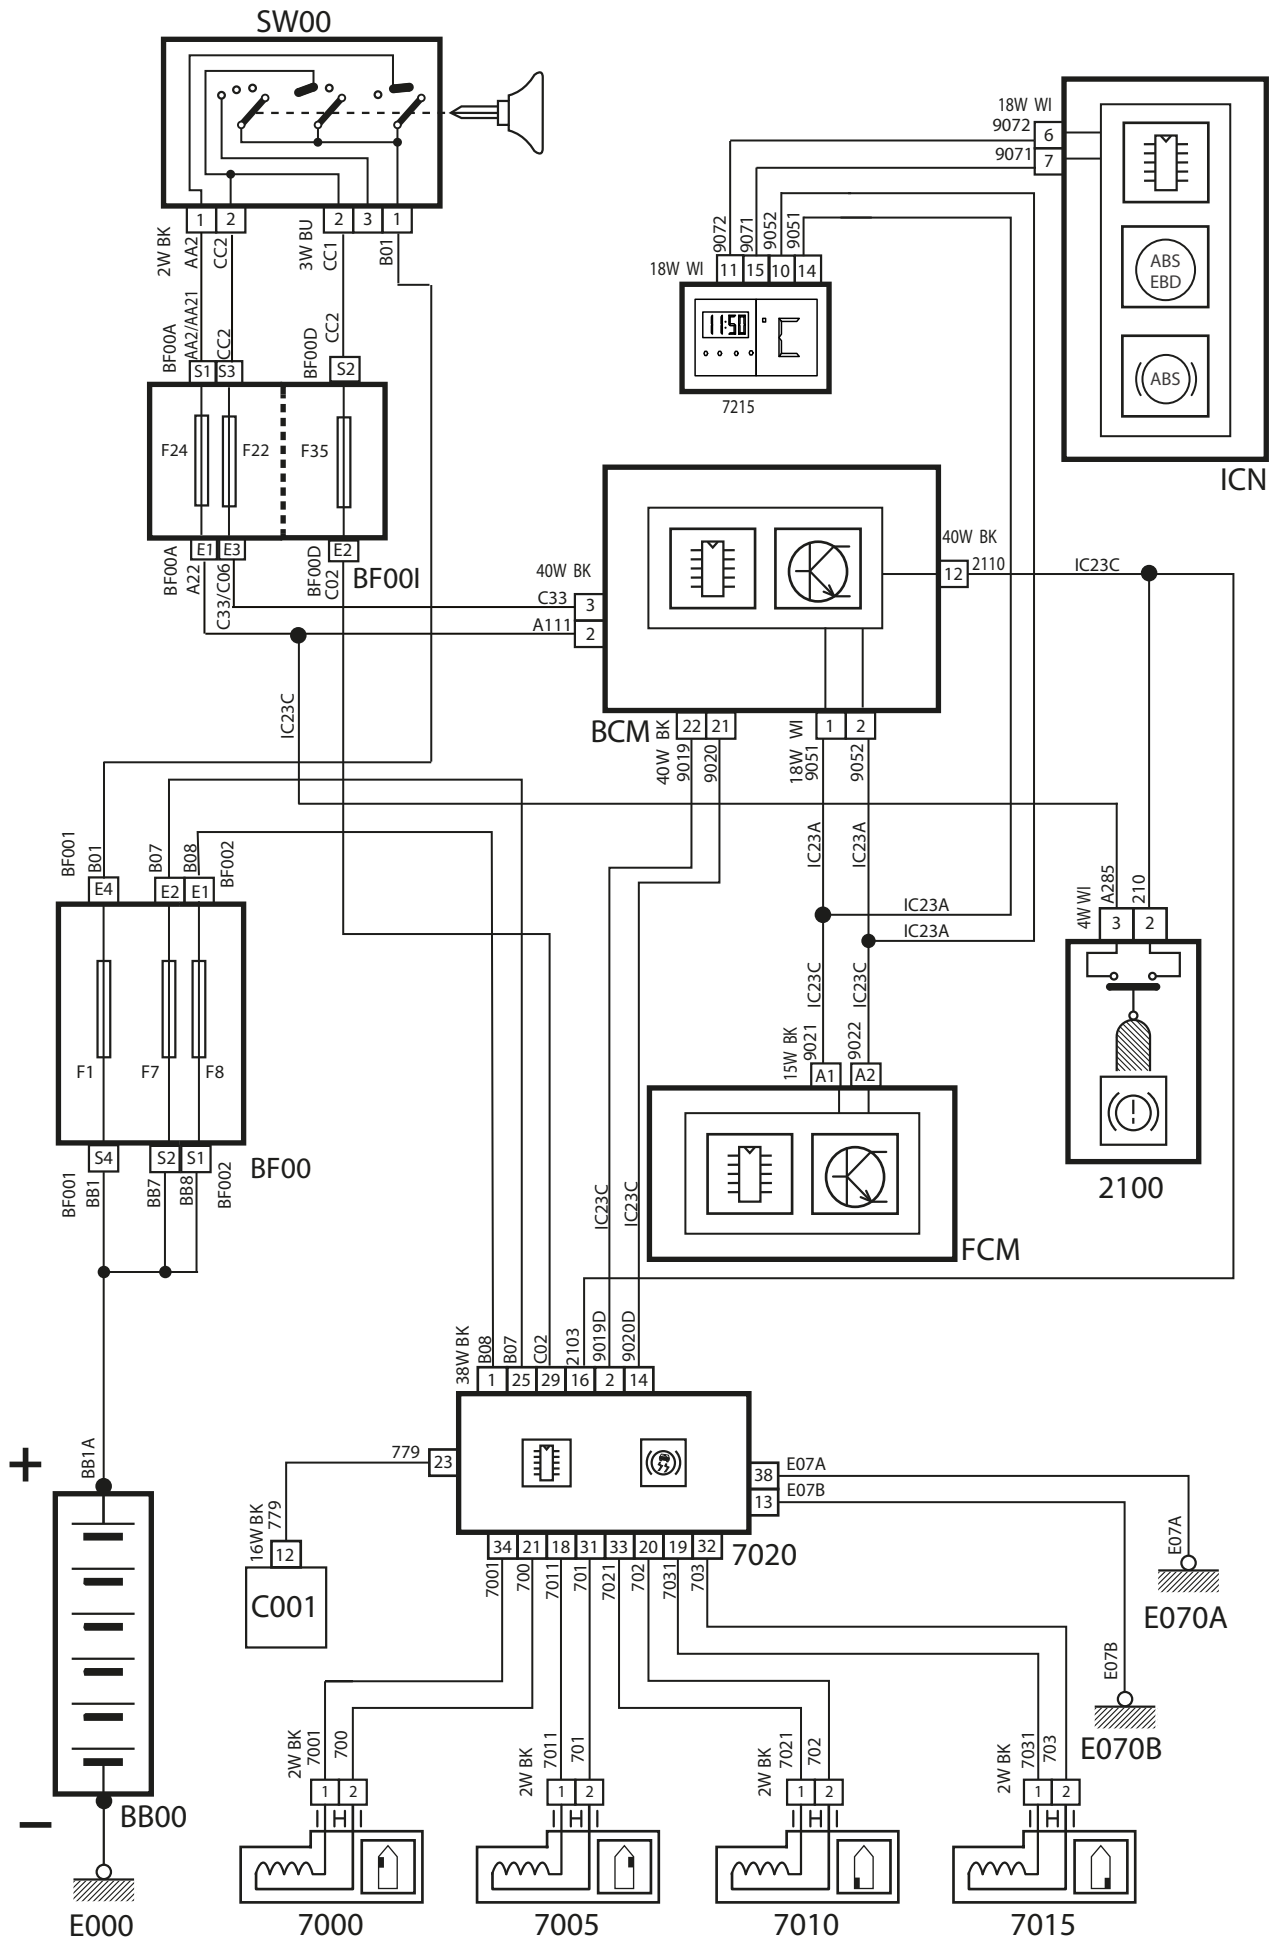 SW00
1 2 2 3 1
2W BK AA2 CC2 3W BU CC1 B01
BF00A AA2/AA21 CC2 BF00D CC2
S1 S3 S2
F24 F22 F35
E1 E3 E2
BF00A A22 C33/C06 BF00D C02 BF00I
18W WI
9072 6
9071 7
ABS
EBD
ABS
ICN
9072 9071 9052 9051
18W WI 11 15 10 14
11:50
7215
40W BK
C33 3
A111 2
40W BK
12 2110 IC23C
BCM
22 21 1 2
40W BK 9019 9020 18W WI 9051 9052
IC23C
IC23A IC23A
IC23A
IC23A
IC23C IC23C
15W BK 9021 9022
A1 A2
FCM
4W WI A285 210
3 2
2100
BF001 B01 B07 B08 BF002
E4 E2 E1
F1 F7 F8
S4 S2 S1
BF001 BB1 BB7 BB8 BF002 BF00
IC23C IC23C
38W BK B08 B07 C02 2103 9019D 9020D
1 25 29 16 2 14
779 23
38 E07A
13 E07B
34 21 18 31 33 20 19 32 7020
7001 700 7011 701 7021 702 7031 703
16W BK 779
12
C001
E07A
E070A
E07B
E070B
+ BB1A
− BB00
E000
2W BK 7001 700 2W BK 7011 701 2W BK 7021 702 2W BK 7031 703
1 2 1 2 1 2 1 2
7000 7005 7010 7015